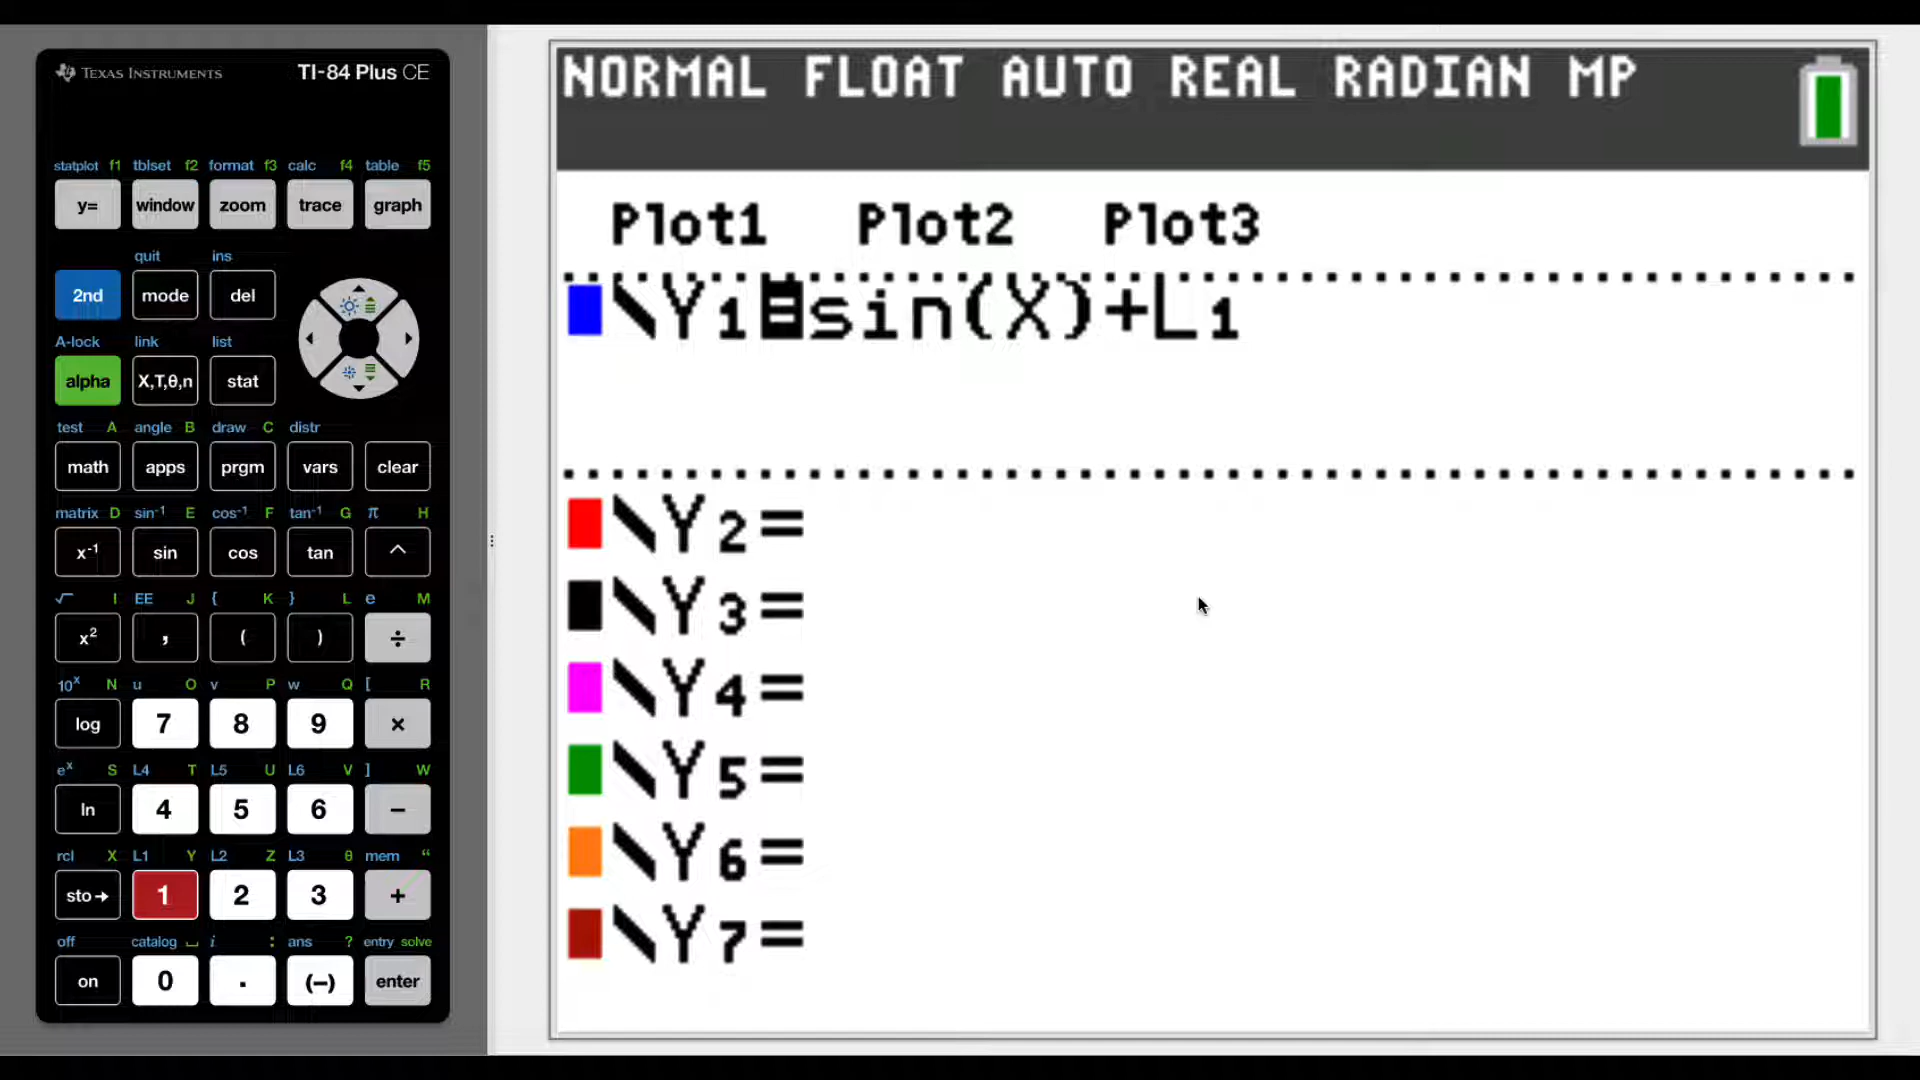 TEXAS INSTRUMENTS TI-84 Plus CE
NORMAL FLOAT AUTO REAL RADIAN MP
Plot1 Plot2 Plot3
\Y1=sin(X)+L1
\Y2=
\Y3=
\Y4=
\Y5=
\Y6=
\Y7=
statplot f1 tblset f2 format f3 calc f4 table f5
y= window zoom trace graph
quit ins
2nd mode del
A-lock link list
alpha X,T,θ,n stat
test A angle B draw C distr
math apps prgm vars clear
matrix D sin-1 E cos-1 F tan-1 G π H
x-1 sin cos tan ^
√ I EE J { K } L e M
x2 , ( ) ÷
10x N u O v P w Q [ R
log 7 8 9 ×
ex S L4 T L5 U L6 V ] W
ln 4 5 6 −
rcl X L1 Y L2 Z L3 θ mem “
sto→ 1 2 3 +
off catalog ⎵ i : ans ? entry solve
on 0 . (−) enter